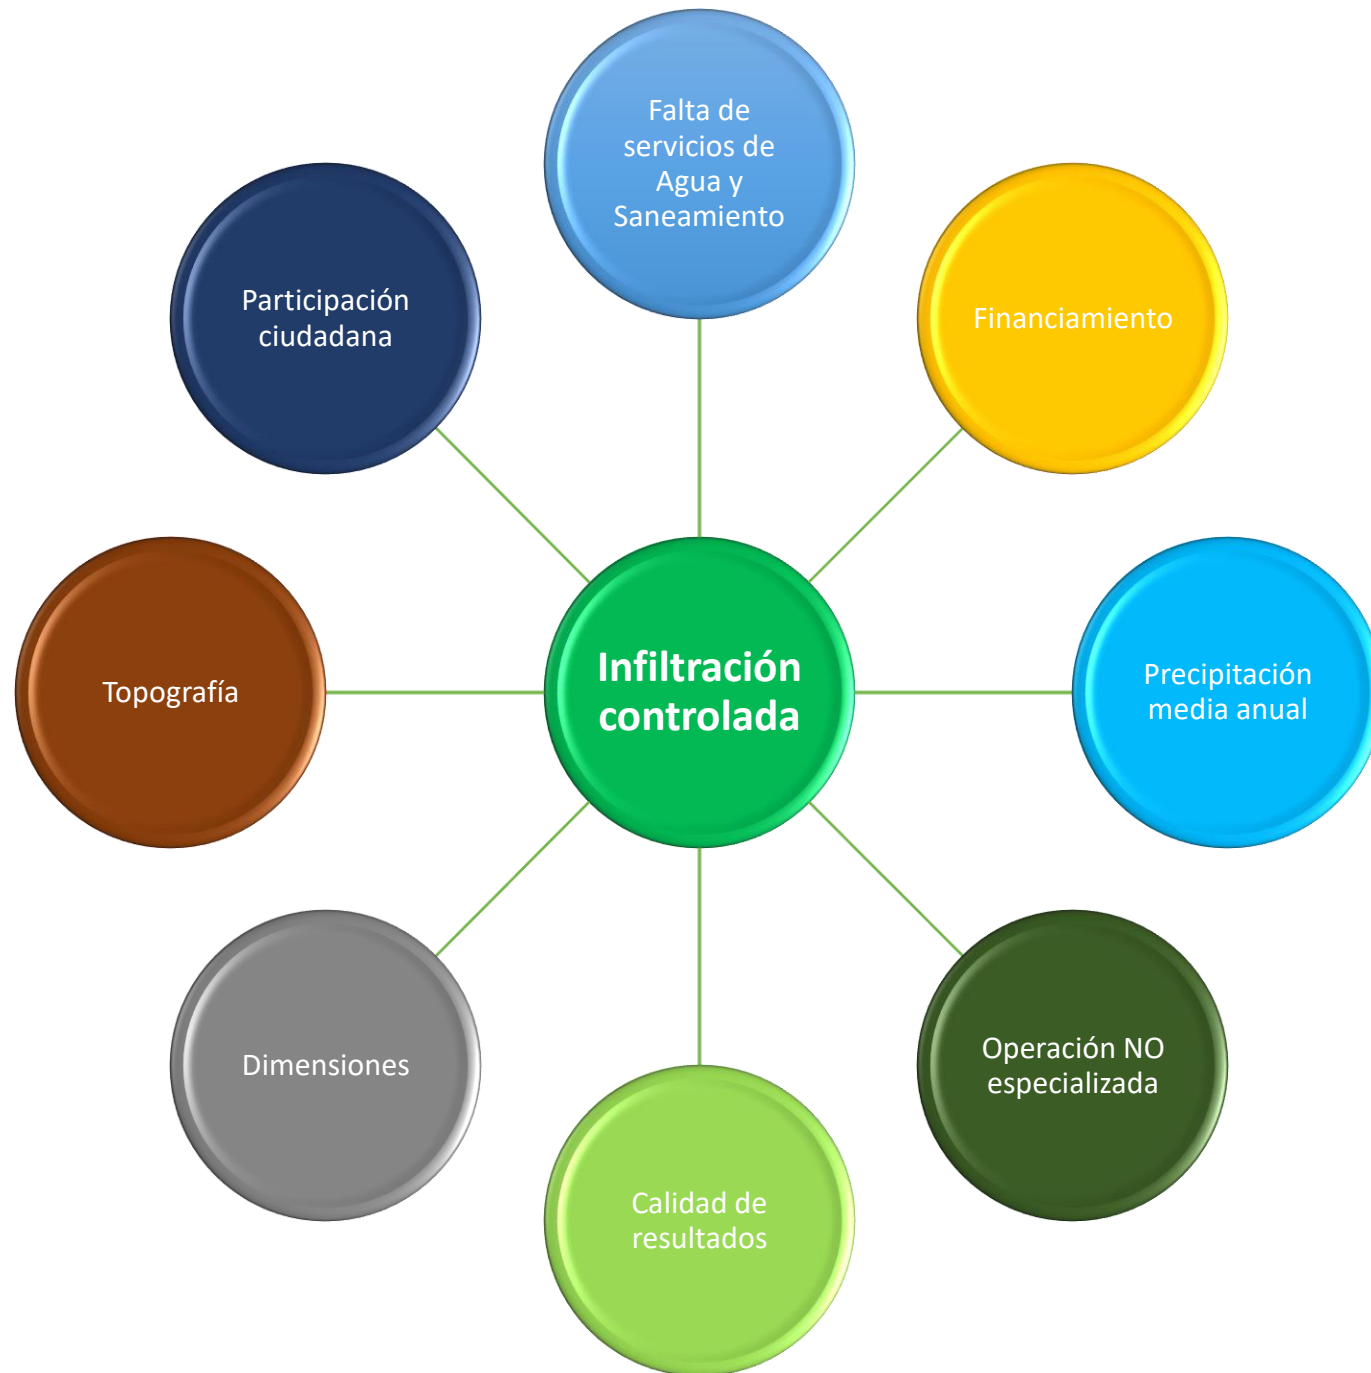 Falta de
servicios de
Agua y
Saneamiento
Participación
ciudadana
Financiamiento
Infiltración
controlada
Topografía
Precipitación
media anual
Dimensiones
Operación NO
especializada
Calidad de
resultados